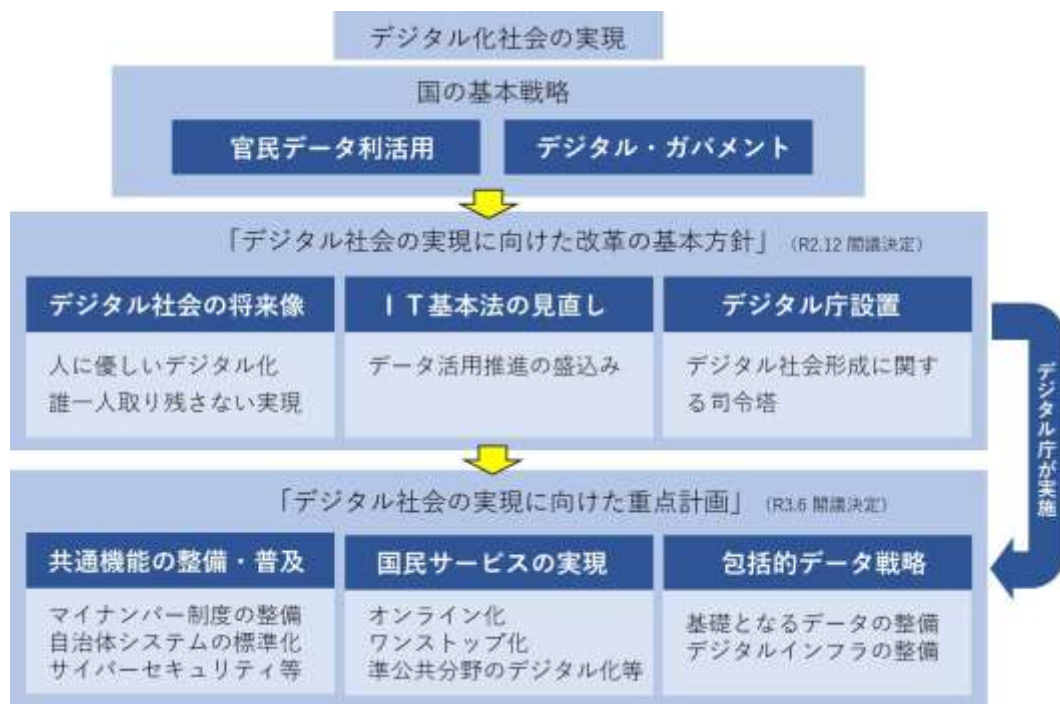 デジタル化社会の実現
国の基本戦略
官民データ利活用
デジタル・ガバメント
「デジタル社会の実現に向けた改革の基本方針」（R2.12 閣議決定）
デジタル社会の将来像
人に優しいデジタル化
誰一人取り残さない実現
ＩＴ基本法の見直し
データ活用推進の盛込み
デジタル庁設置
デジタル社会形成に関す
る司令塔
デジタル庁が実施
「デジタル社会の実現に向けた重点計画」（R3.6 閣議決定）
共通機能の整備・普及
マイナンバー制度の整備
自治体システムの標準化
サイバーセキュリティ等
国民サービスの実現
オンライン化
ワンストップ化
準公共分野のデジタル化等
包括的データ戦略
基礎となるデータの整備
デジタルインフラの整備